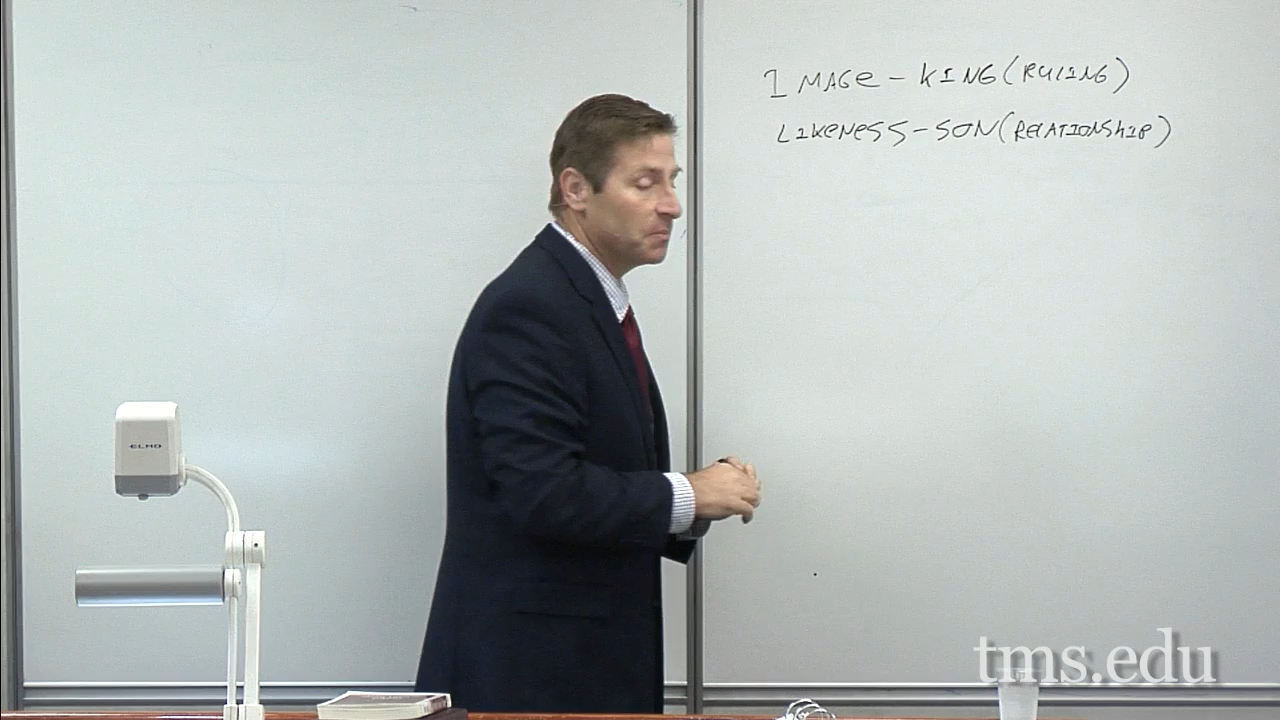 IMAGE - KING (RULING)
LIKENESS - SON (RELATIONSHIP)
ELMO
tms.edu